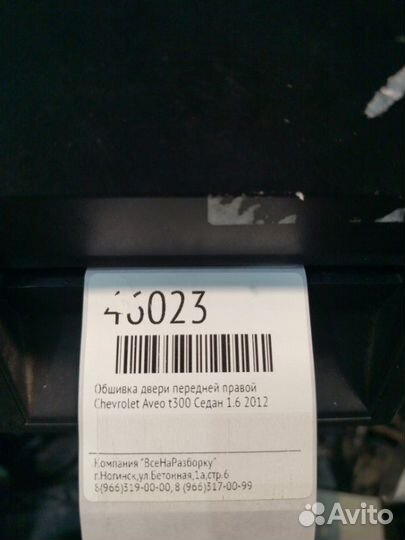 46023
Обшивка двери передней правой
Chevrolet Aveo t300 Седан 1.6 2012
Компания "ВсеНаРазборку"
г.Ногинск,ул.Бетонная,1а,стр.6
8(966)319-00-00, 8 (966)317-00-99
Avito